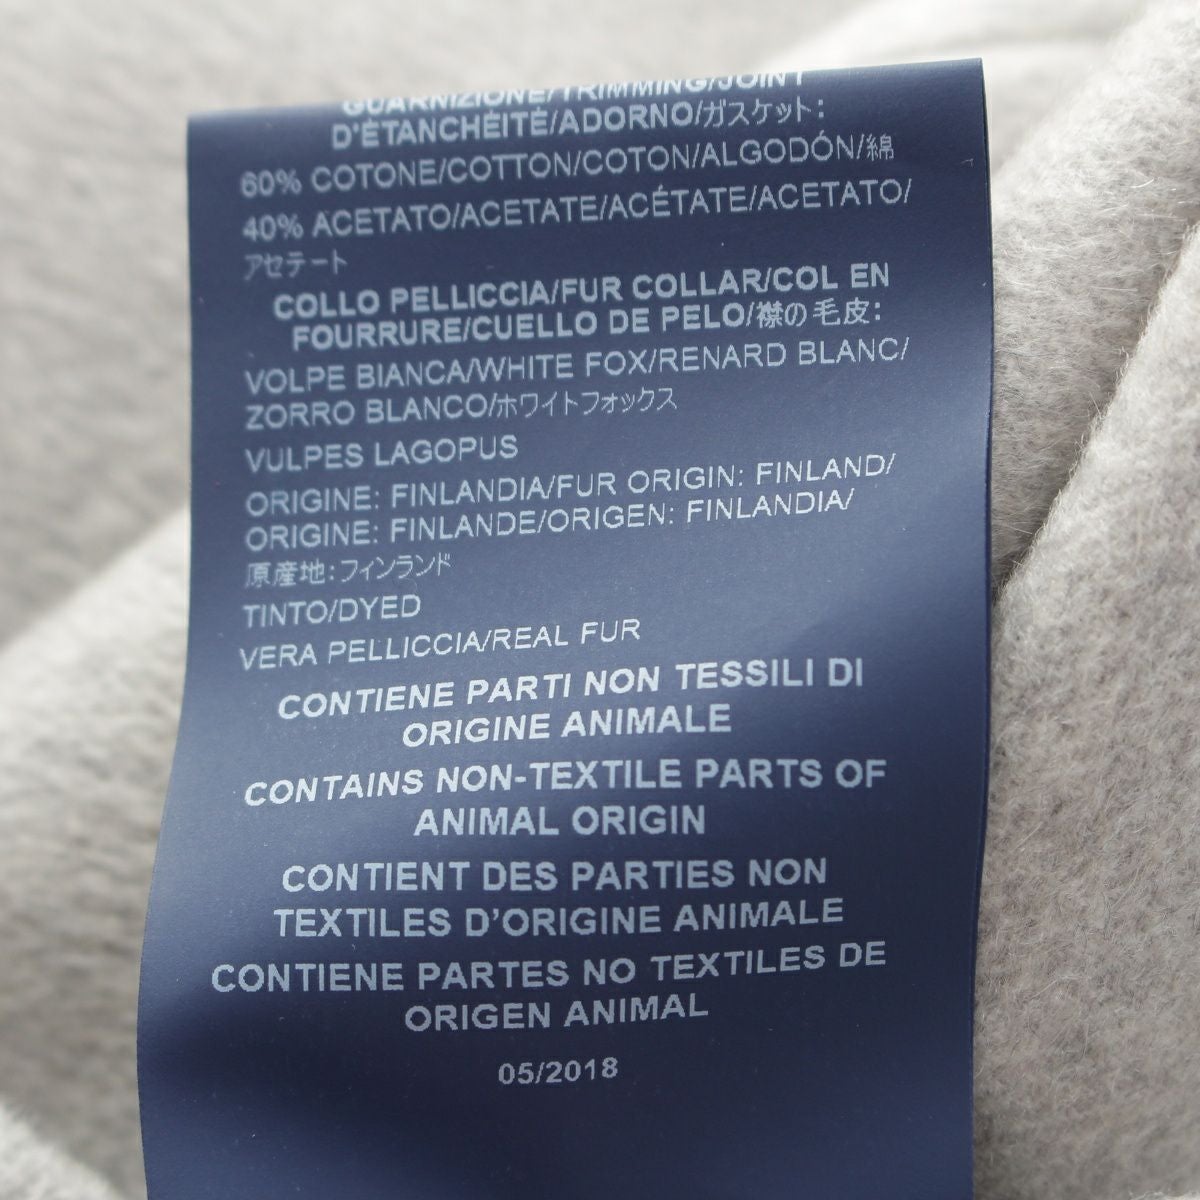 GUARNIZIONE/TRIMMING/JOINT
D'ÉTANCHÉITÉ/ADORNO/ガスケット:
60% COTONE/COTTON/COTON/ALGODÓN/綿
40% ACETATO/ACETATE/ACÉTATE/ACETATO/
アセテート
COLLO PELLICCIA/FUR COLLAR/COL EN
FOURRURE/CUELLO DE PELO/襟の毛皮:
VOLPE BIANCA/WHITE FOX/RENARD BLANC/
ZORRO BLANCO/ホワイトフォックス
VULPES LAGOPUS
ORIGINE: FINLANDIA/FUR ORIGIN: FINLAND/
ORIGINE: FINLANDE/ORIGEN: FINLANDIA/
原産地:フィンランド
TINTO/DYED
VERA PELLICCIA/REAL FUR
CONTIENE PARTI NON TESSILI DI
ORIGINE ANIMALE
CONTAINS NON-TEXTILE PARTS OF
ANIMAL ORIGIN
CONTIENT DES PARTIES NON
TEXTILES D'ORIGINE ANIMALE
CONTIENE PARTES NO TEXTILES DE
ORIGEN ANIMAL
05/2018